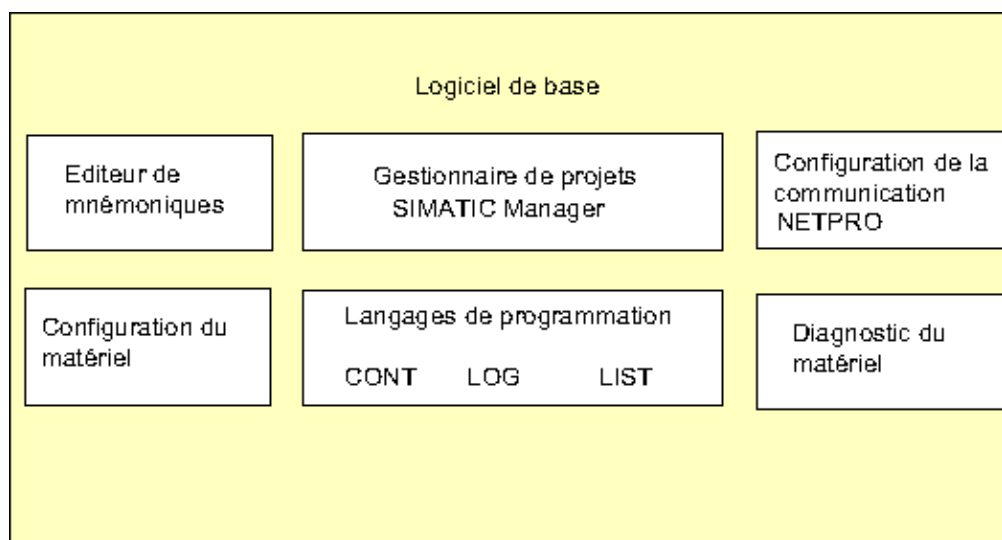 Logiciel de base
Editeur de
mnémoniques
Gestionnaire de projets
SIMATIC Manager
Configuration de la
communication
NETPRO
Configuration du
matériel
Langages de programmation
CONT LOG LIST
Diagnostic du
matériel